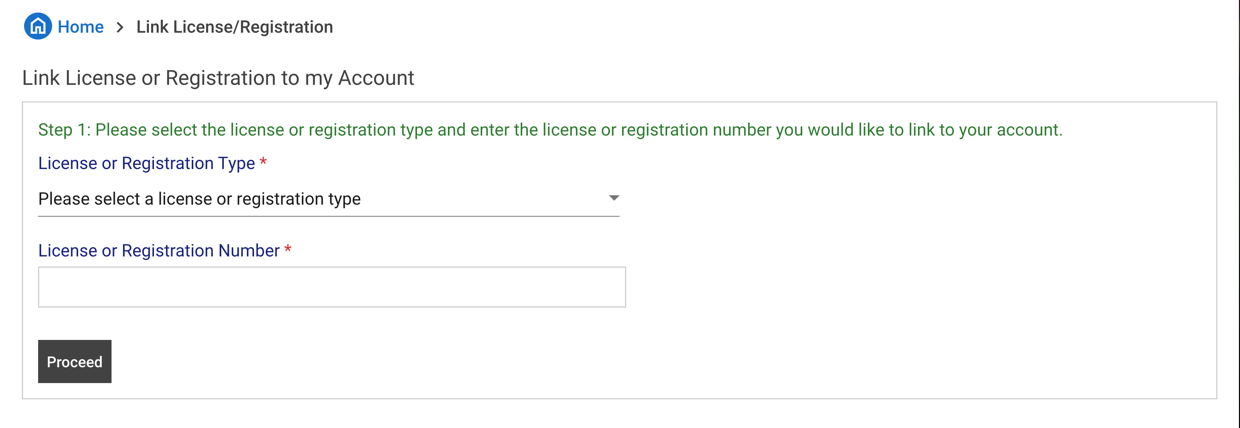 Home > Link License/Registration
Link License or Registration to my Account
Step 1: Please select the license or registration type and enter the license or registration number you would like to link to your account.
License or Registration Type *
Please select a license or registration type
License or Registration Number *
Proceed